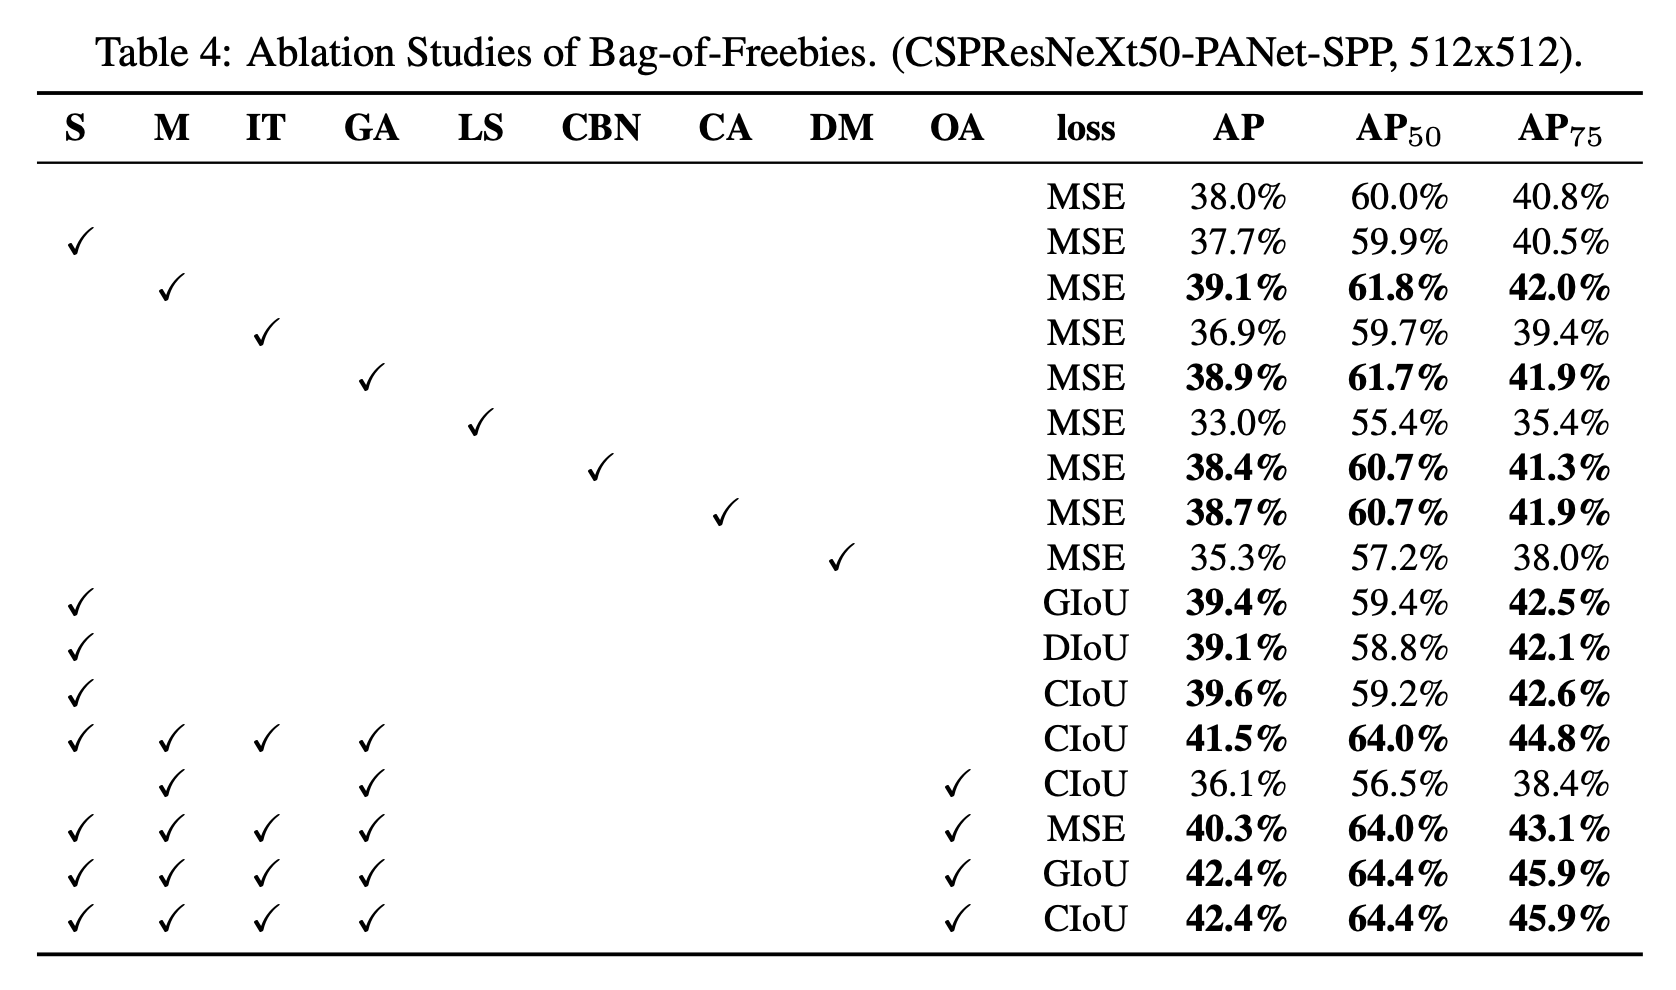 Table 4: Ablation Studies of Bag-of-Freebies. (CSPResNeXt50-PANet-SPP, 512x512).
S M IT GA LS CBN CA DM OA loss AP AP50 AP75
MSE 38.0% 60.0% 40.8%
✓ MSE 37.7% 59.9% 40.5%
✓ MSE 39.1% 61.8% 42.0%
✓ MSE 36.9% 59.7% 39.4%
✓ MSE 38.9% 61.7% 41.9%
✓ MSE 33.0% 55.4% 35.4%
✓ MSE 38.4% 60.7% 41.3%
✓ MSE 38.7% 60.7% 41.9%
✓ MSE 35.3% 57.2% 38.0%
✓ GIoU 39.4% 59.4% 42.5%
✓ DIoU 39.1% 58.8% 42.1%
✓ CIoU 39.6% 59.2% 42.6%
✓ ✓ ✓ ✓ CIoU 41.5% 64.0% 44.8%
✓ ✓ ✓ CIoU 36.1% 56.5% 38.4%
✓ ✓ ✓ ✓ ✓ MSE 40.3% 64.0% 43.1%
✓ ✓ ✓ ✓ ✓ GIoU 42.4% 64.4% 45.9%
✓ ✓ ✓ ✓ ✓ CIoU 42.4% 64.4% 45.9%